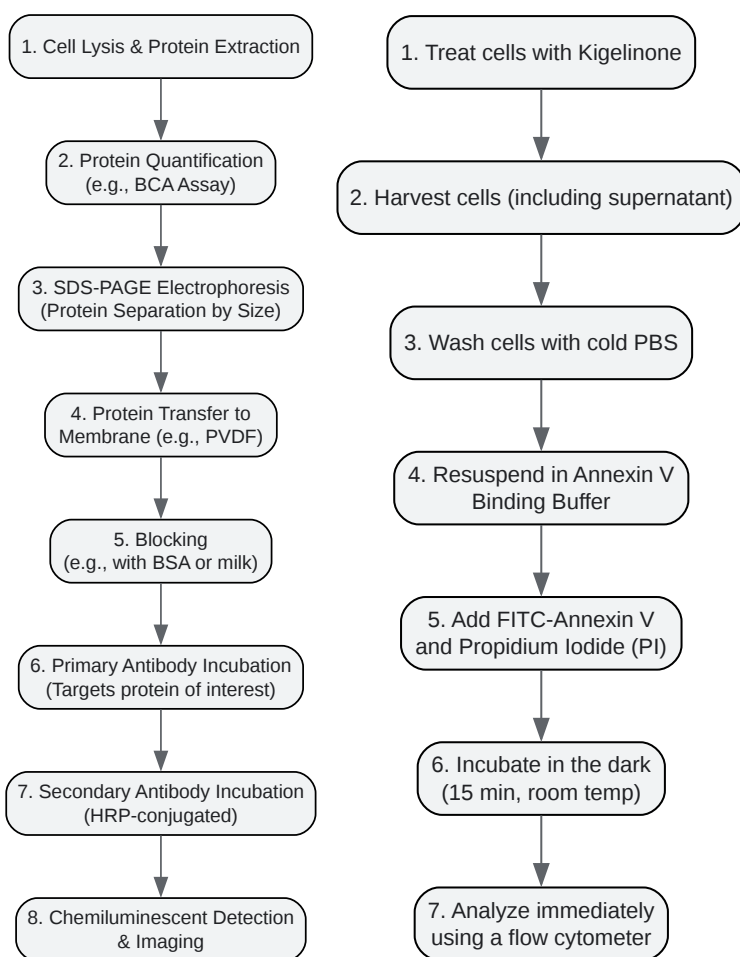 1. Cell Lysis & Protein Extraction
2. Protein Quantification
(e.g., BCA Assay)
3. SDS-PAGE Electrophoresis
(Protein Separation by Size)
4. Protein Transfer to
Membrane (e.g., PVDF)
5. Blocking
(e.g., with BSA or milk)
6. Primary Antibody Incubation
(Targets protein of interest)
7. Secondary Antibody Incubation
(HRP-conjugated)
8. Chemiluminescent Detection
& Imaging
1. Treat cells with Kigelinone
2. Harvest cells (including supernatant)
3. Wash cells with cold PBS
4. Resuspend in Annexin V
Binding Buffer
5. Add FITC-Annexin V
and Propidium Iodide (PI)
6. Incubate in the dark
(15 min, room temp)
7. Analyze immediately
using a flow cytometer